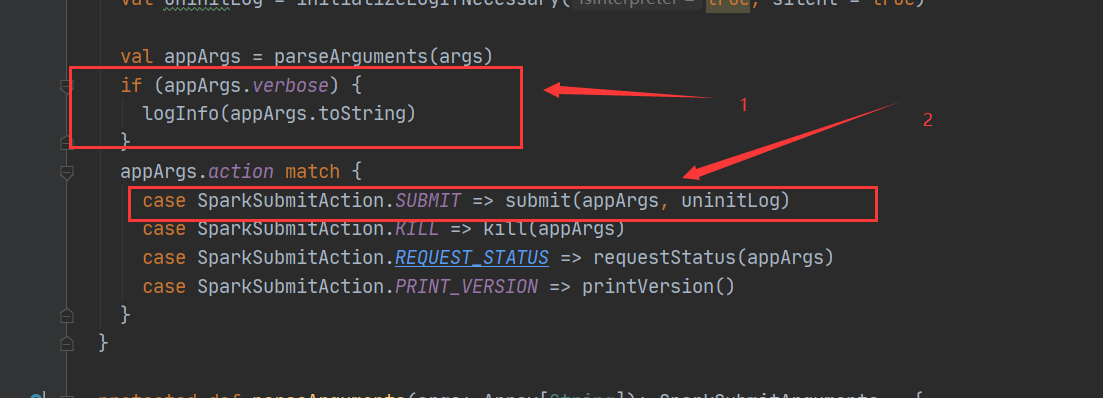 val uninitLog = initializeLogIfNecessary( isInterpreter = true, silent = true)
val appArgs = parseArguments(args)
if (appArgs.verbose) {
logInfo(appArgs.toString)
1
}
2
appArgs.action match {
case SparkSubmitAction.SUBMIT => submit(appArgs, uninitLog)
case SparkSubmitAction.KILL => kill(appArgs)
case SparkSubmitAction.REQUEST_STATUS => requestStatus(appArgs)
case SparkSubmitAction.PRINT_VERSION => printVersion()
}
}
protected def parseArguments(args: Array[String]): SparkSubmitArguments = {